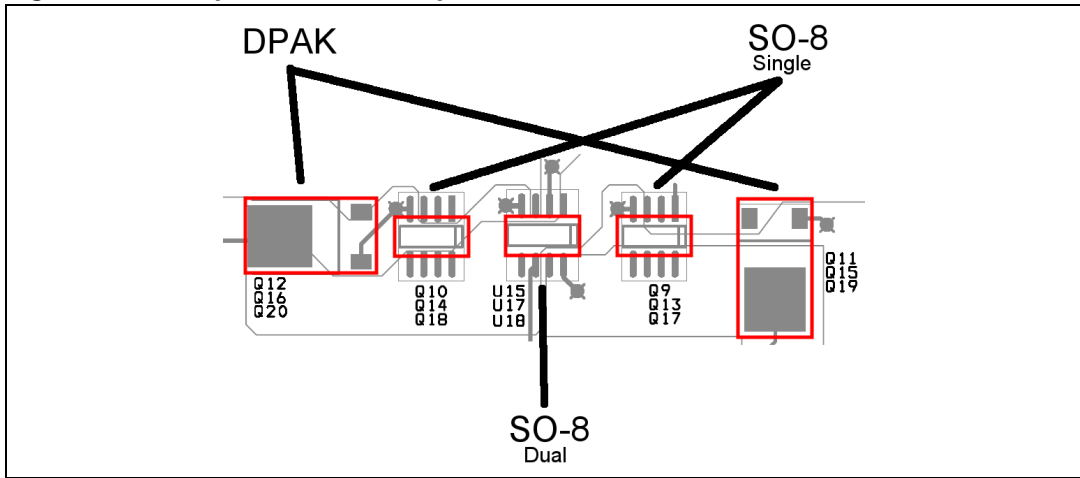 DPAK
SO-8
Single
Q12
Q16
Q20
Q10
Q14
Q18
U15
U17
U18
Q9
Q13
Q17
Q11
Q15
Q19
SO-8
Dual